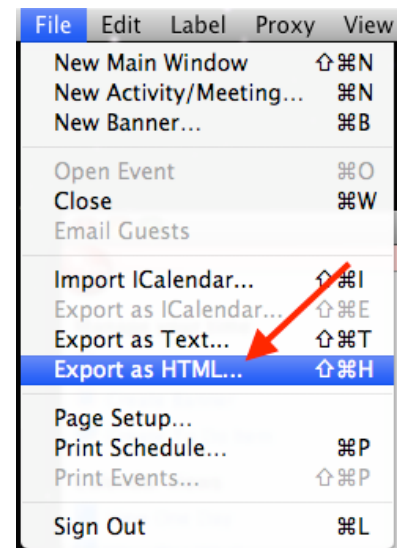 File Edit Label Proxy View
New Main Window ⇧⌘N
New Activity/Meeting... ⌘N
New Banner... ⌘B
Open Event ⌘O
Close ⌘W
Email Guests
Import ICalendar... ⇧⌘I
Export as ICalendar... ⇧⌘E
Export as Text... ⇧⌘T
Export as HTML... ⇧⌘H
Page Setup...
Print Schedule... ⌘P
Print Events... ⇧⌘P
Sign Out ⌘L